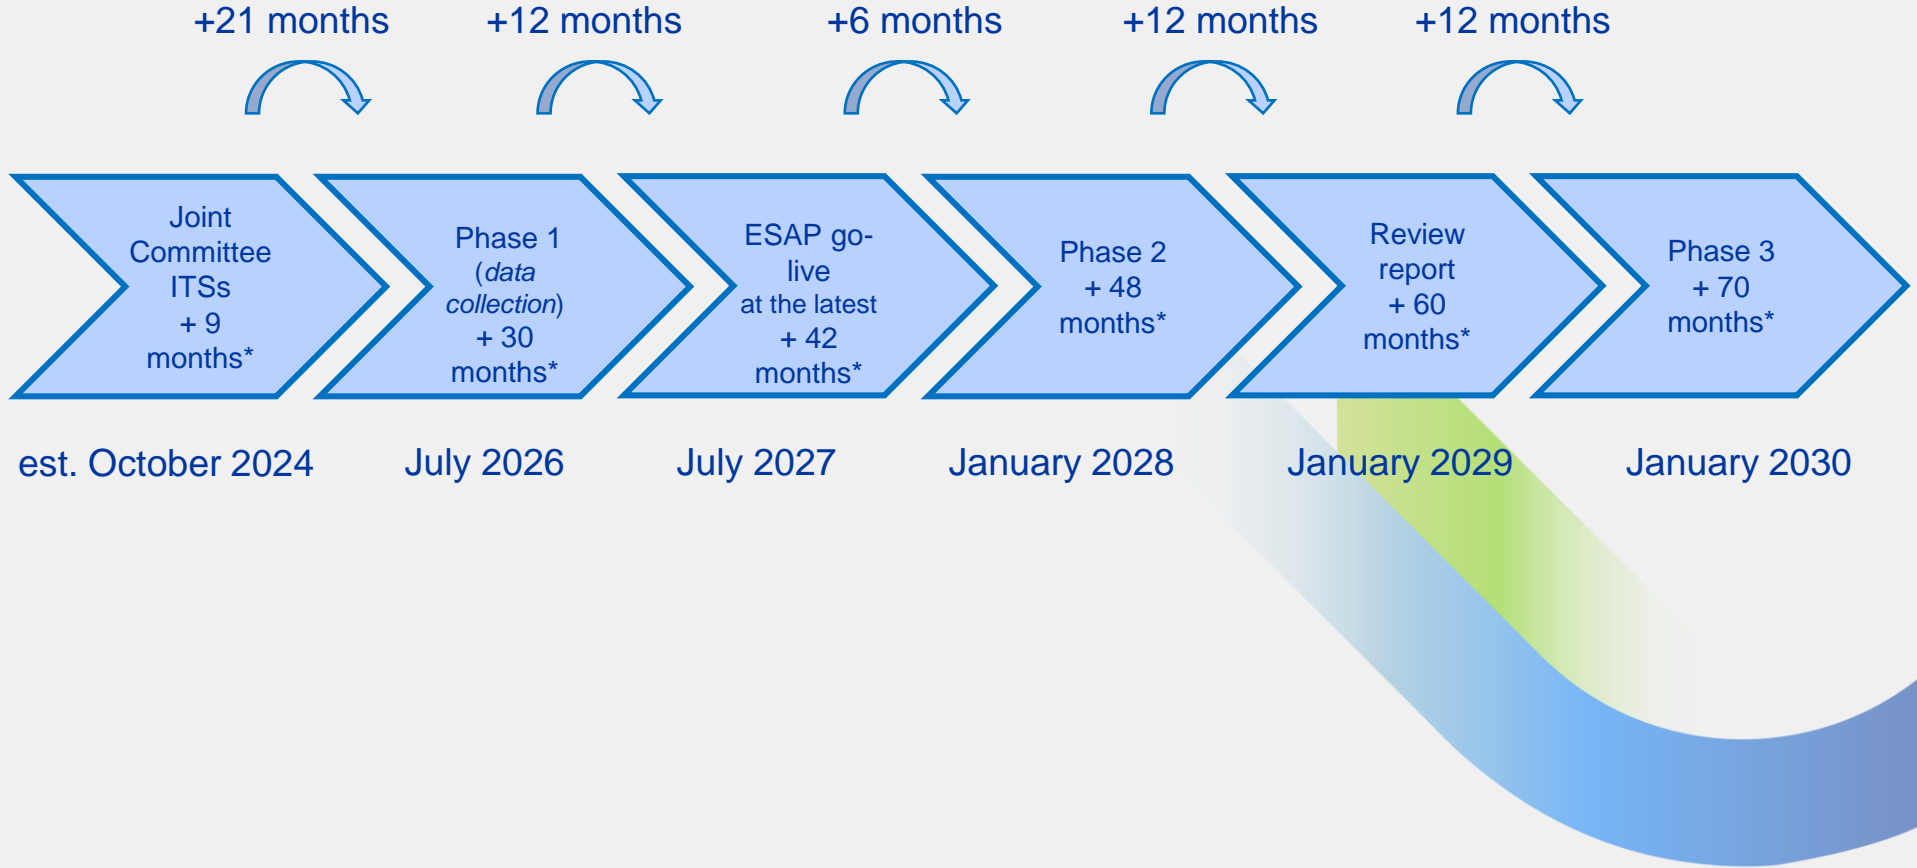 +21 months
+12 months
+6 months
+12 months
+12 months
Joint
Committee
ITSs
+ 9
months*
Phase 1
(data
collection)
+ 30
months*
ESAP go-
live
at the latest
+ 42
months*
Phase 2
+ 48
months*
Review
report
+ 60
months*
Phase 3
+ 70
months*
est. October 2024
July 2026
July 2027
January 2028
January 2029
January 2030